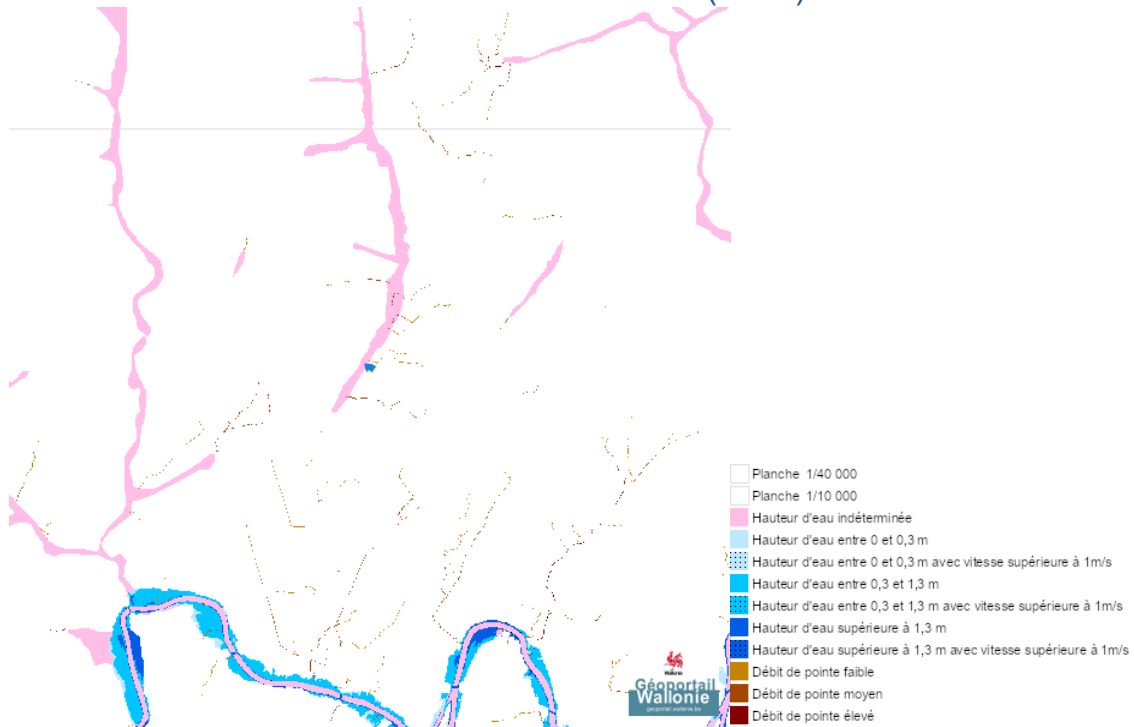 Planche 1/40 000
Planche 1/10 000
Hauteur d'eau indéterminée
Hauteur d'eau entre 0 et 0,3 m
Hauteur d'eau entre 0 et 0,3 m avec vitesse supérieure à 1m/s
Hauteur d'eau entre 0,3 et 1,3 m
Hauteur d'eau entre 0,3 et 1,3 m avec vitesse supérieure à 1m/s
Hauteur d'eau supérieure à 1,3 m
Hauteur d'eau supérieure à 1,3 m avec vitesse supérieure à 1m/s
Débit de pointe faible
Débit de pointe moyen
Débit de pointe élevé
Wallonie
Géoportail
Wallonie
geoportail.wallonie.be